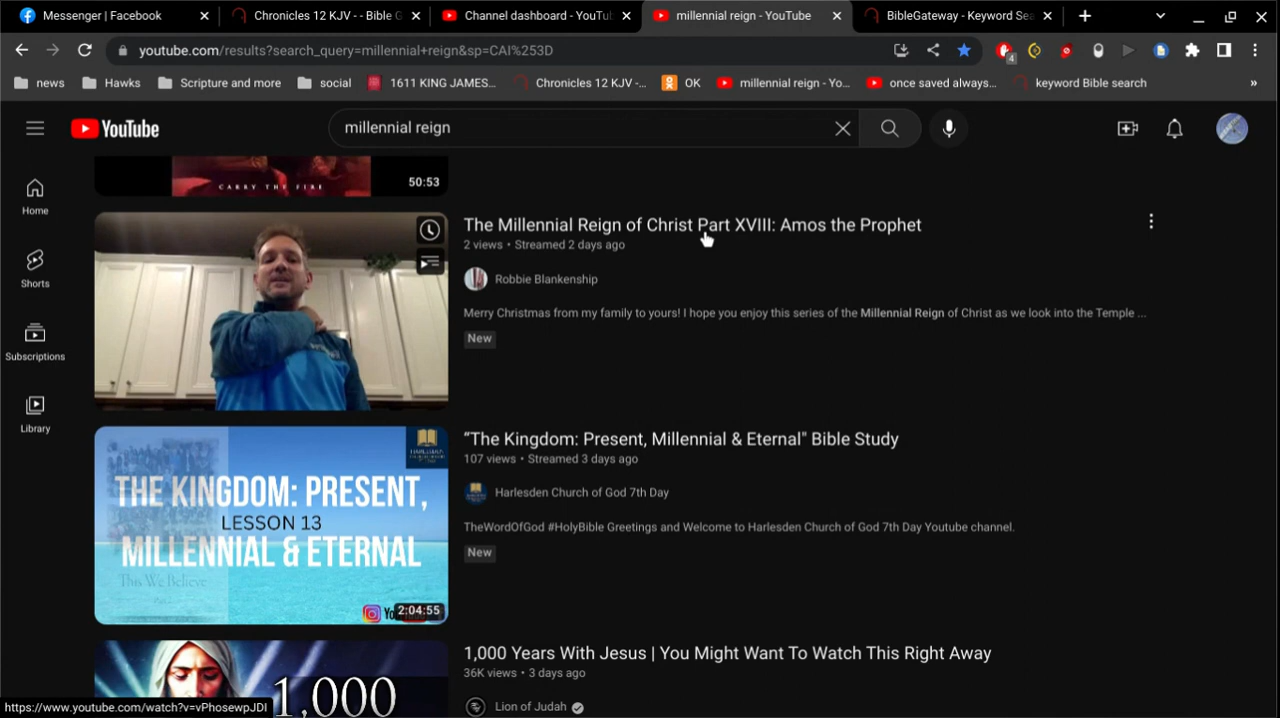 Messenger | Facebook
Chronicles 12 KJV - - Bible G
Channel dashboard - YouTu
millennial reign - YouTube
BibleGateway - Keyword Sea
youtube.com/results?search_query=millennial+reign&sp=CAI%253D
4
news
Hawks
Scripture and more
social
1611 KING JAMES...
Chronicles 12 KJV -...
OK
millennial reign - Yo...
once saved always...
keyword Bible search
»
YouTube
millennial reign
Home
Shorts
Subscriptions
Library
CARRY THE FIRE
50:53
The Millennial Reign of Christ Part XVIII: Amos the Prophet
2 views • Streamed 2 days ago
Robbie Blankenship
Merry Christmas from my family to yours! I hope you enjoy this series of the Millennial Reign of Christ as we look into the Temple ...
New
THE KINGDOM: PRESENT,
LESSON 13
MILLENNIAL & ETERNAL
This We Believe
2:04:55
“The Kingdom: Present, Millennial & Eternal" Bible Study
107 views • Streamed 3 days ago
Harlesden Church of God 7th Day
TheWordOfGod #HolyBible Greetings and Welcome to Harlesden Church of God 7th Day Youtube channel.
New
1,000
1,000 Years With Jesus | You Might Want To Watch This Right Away
36K views • 3 days ago
Lion of Judah
https://www.youtube.com/watch?v=vPhosewpJDI